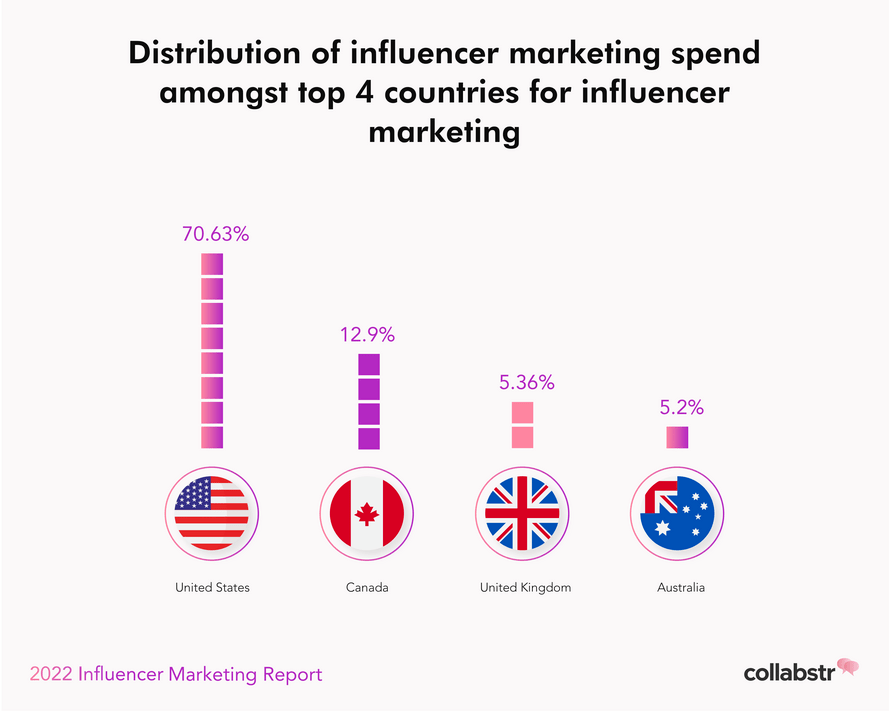 Distribution of influencer marketing spend
amongst top 4 countries for influencer
marketing
70.63%
12.9%
5.36%
5.2%
United States
Canada
United Kingdom
Australia
2022 Influencer Marketing Report
collabstr